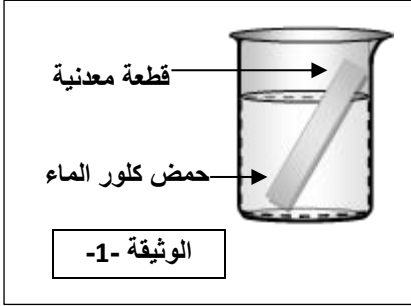 قطعة معدنية
حمض كلور الماء
الوثيقة -1-